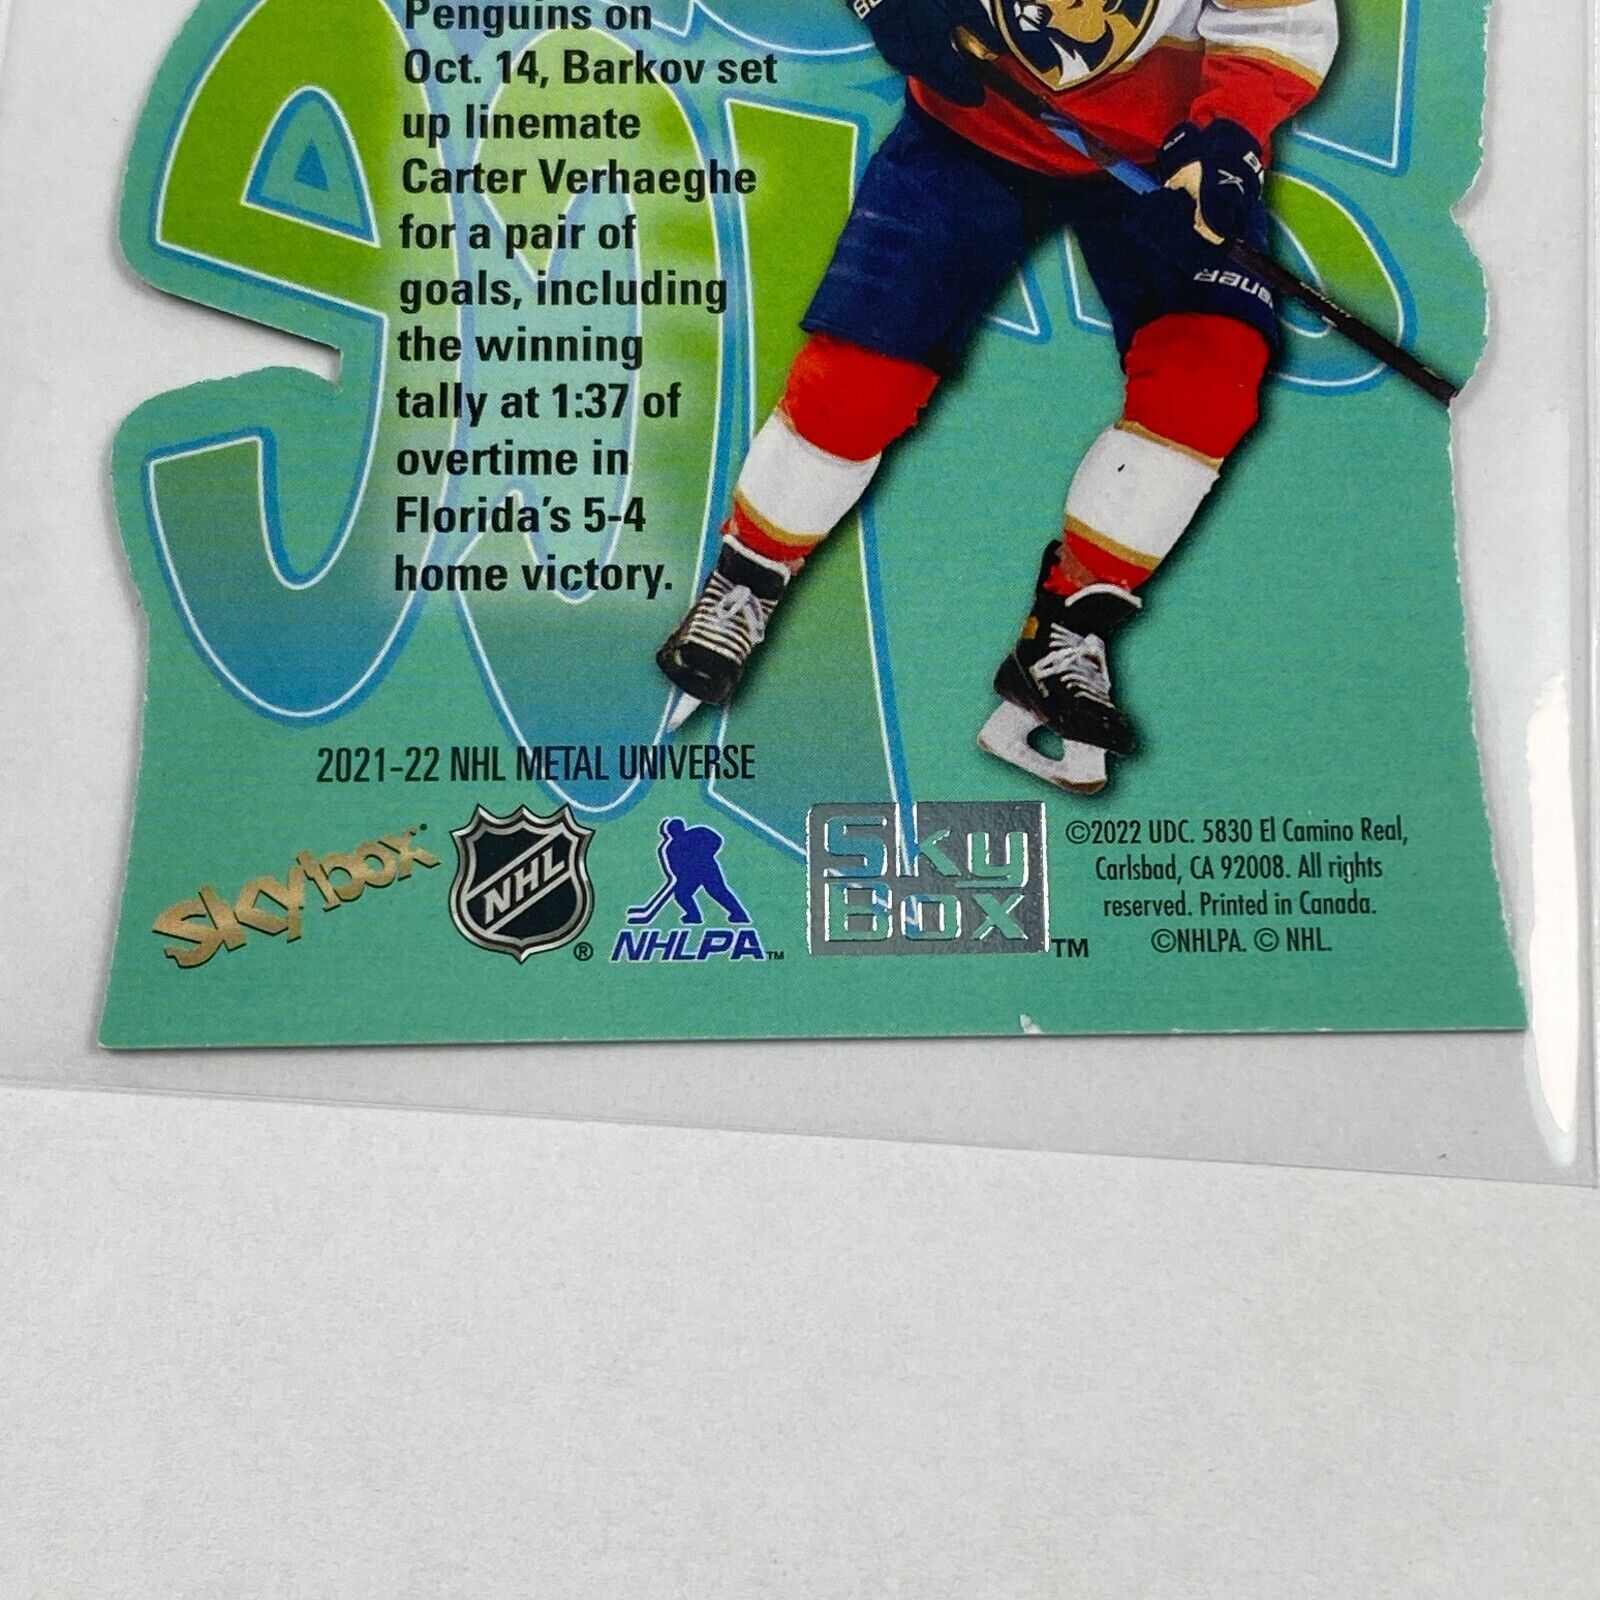 Penguins on
Oct. 14, Barkov set
up linemate
Carter Verhaeghe
for a pair of
goals, including
the winning
tally at 1:37 of
overtime in
Florida's 5-4
home victory.
BAUER
2021-22 NHL METAL UNIVERSE
skybox
NHL ®
NHLPA ™
Sky
Box ™
©2022 UDC. 5830 El Camino Real,
Carlsbad, CA 92008. All rights
reserved. Printed in Canada.
©NHLPA. © NHL.